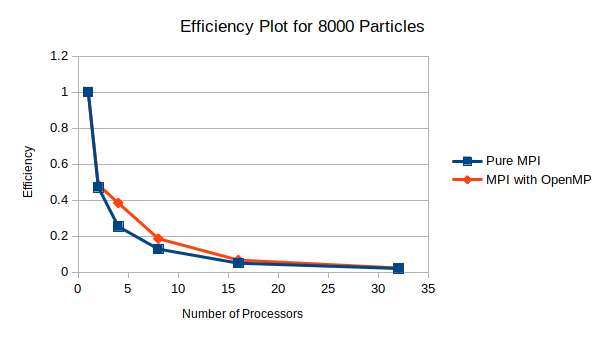 Efficiency Plot for 8000 Particles
1.2
1
0.8
0.6
0.4
0.2
0
0 5 10 15 20 25 30 35
Efficiency
Number of Processors
Pure MPI
MPI with OpenMP